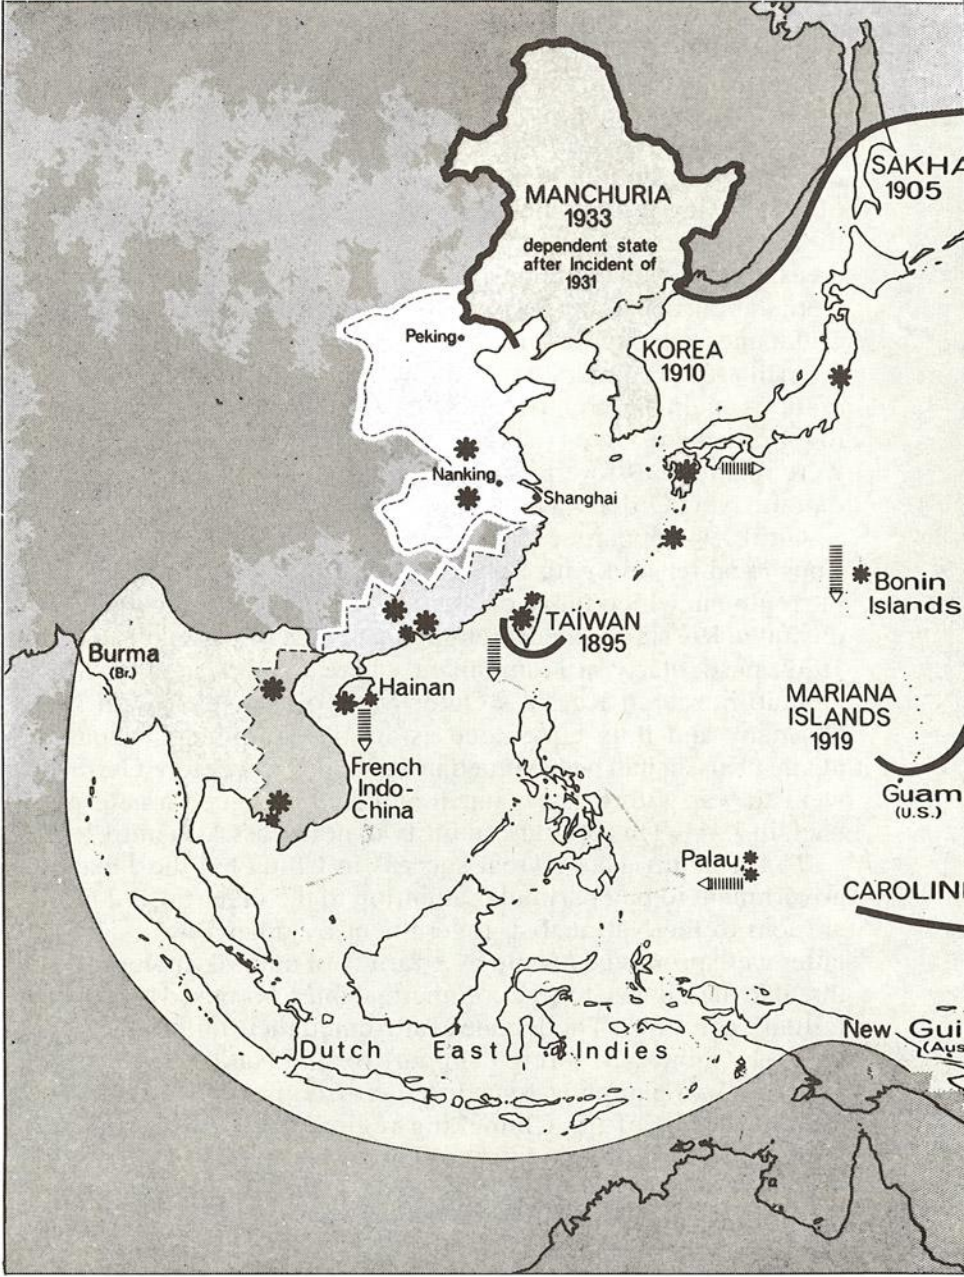 MANCHURIA
1933
dependent state
after Incident of
1931
SAKHA
1905
Peking
KOREA
1910
Nanking
Shanghai
Bonin
Islands
TAIWAN
1895
Burma
(Br.)
Hainan
MARIANA
ISLANDS
1919
French
Indo-
China
Guam
(U.S.)
Palau
CAROLIN
New Gui
(Aus
Dutch East Indies